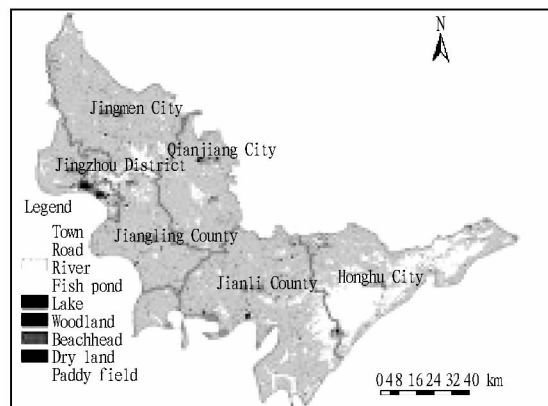 N
Jingmen City
Qianjiang City
Jingzhou District
Legend
Town
Jiangling County
Road
River
Fish pond
Jianli County
Honghu City
Lake
Woodland
Beachhead
Dry land
Paddy field
0 4 8 16 24 32 40 km